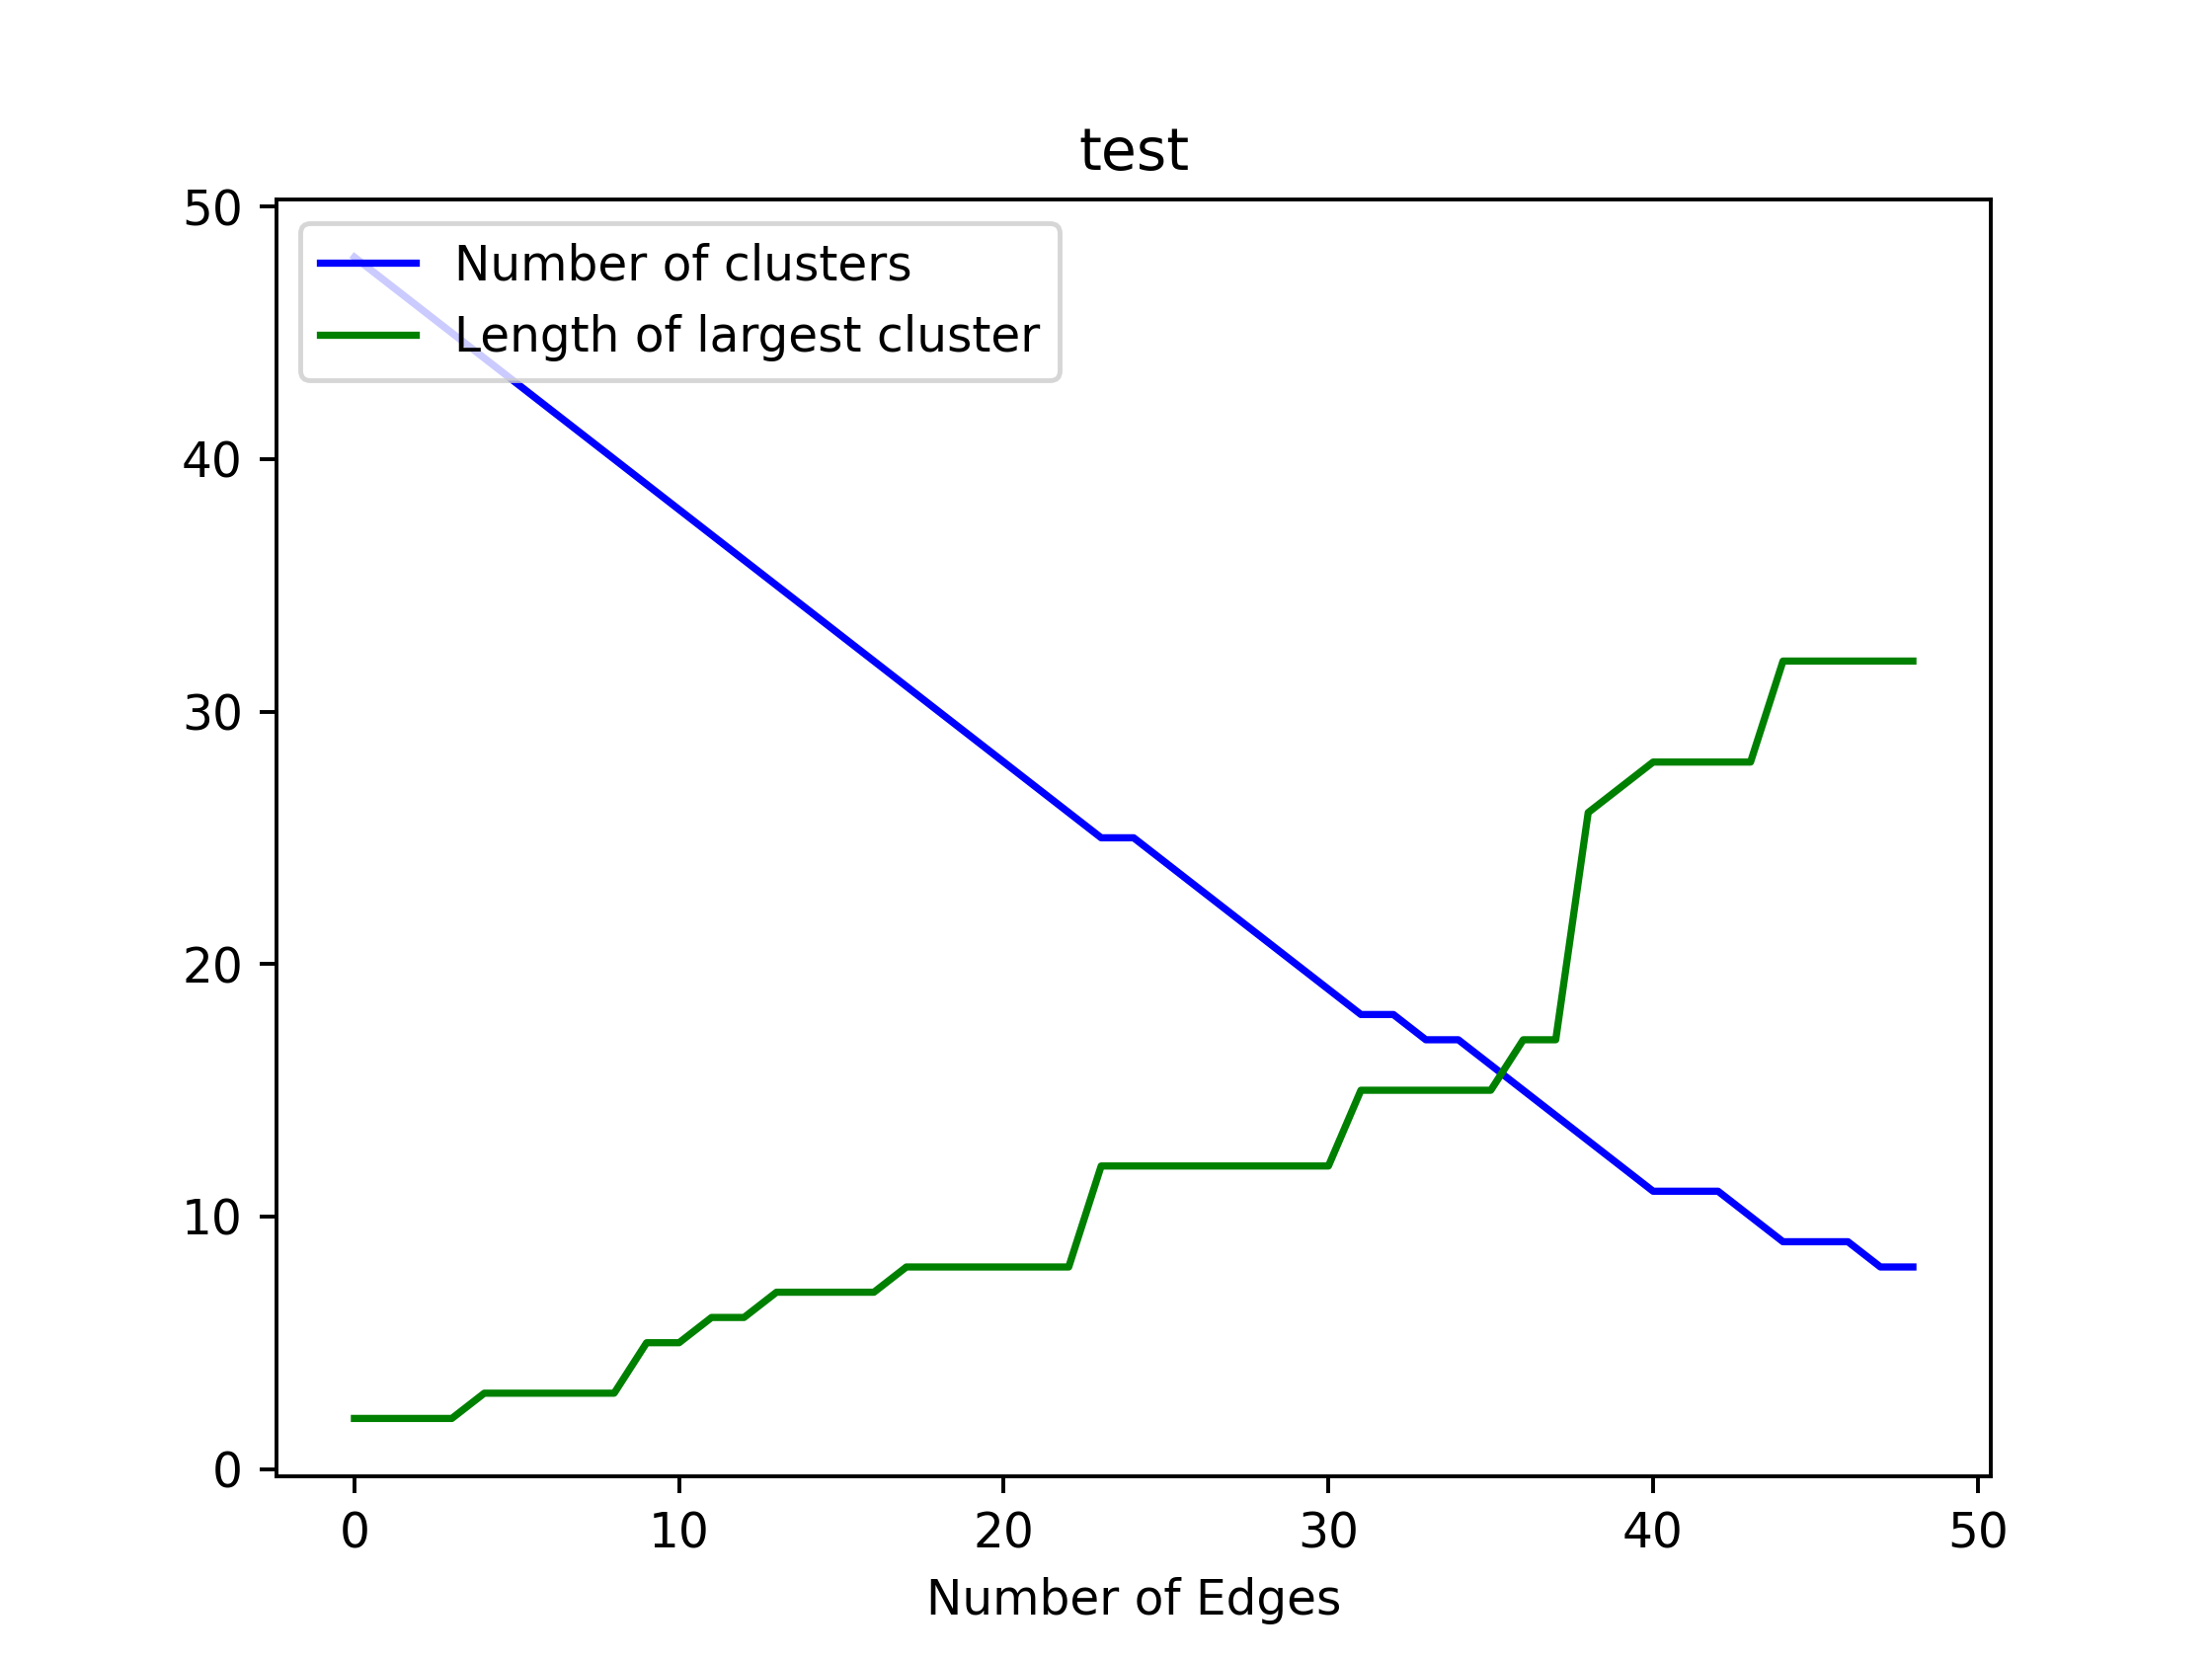 test
50
Number of clusters
Length of largest cluster
40
30
20
10
0
0 10 20 30 40 50
Number of Edges